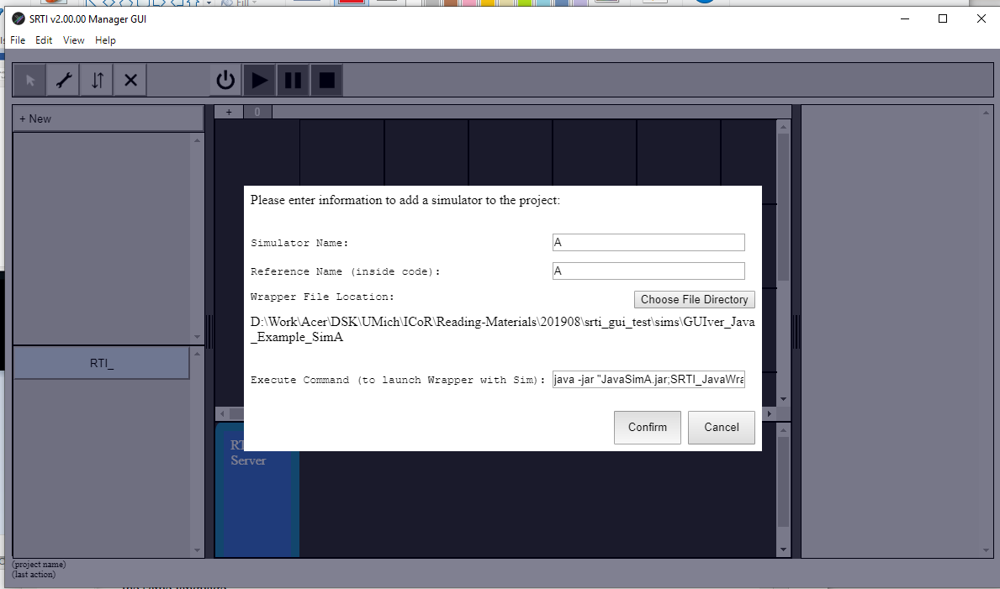 Fill
SRTI v2.00.00 Manager GUI
File Edit View Help
+ New
+ 0
Please enter information to add a simulator to the project:
Simulator Name: A
Reference Name (inside code): A
Wrapper File Location: Choose File Directory
D:\Work\Acer\DSK\UMich\ICoR\Reading-Materials\201908\srti_gui_test\sims\GUIver_Java
_Example_SimA
RTI_
Execute Command (to launch Wrapper with Sim): java -jar "JavaSimA.jar;SRTI_JavaWra
Confirm Cancel
RT
Server
(project name)
(last action)